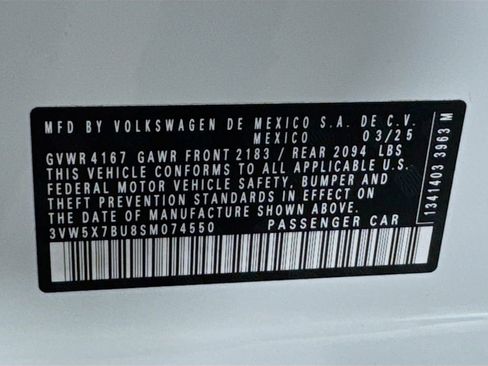 MFD BY VOLKSWAGEN DE MEXICO S.A. DE C.V.
MEXICO 03/25
GVWR 4167 GAWR FRONT 2183 / REAR 2094 LBS
THIS VEHICLE CONFORMS TO ALL APPLICABLE U.S.
FEDERAL MOTOR VEHICLE SAFETY, BUMPER AND
THEFT PREVENTION STANDARDS IN EFFECT ON
THE DATE OF MANUFACTURE SHOWN ABOVE.
3VW5X7BU8SM074550 PASSENGER CAR
1341403 3963 M